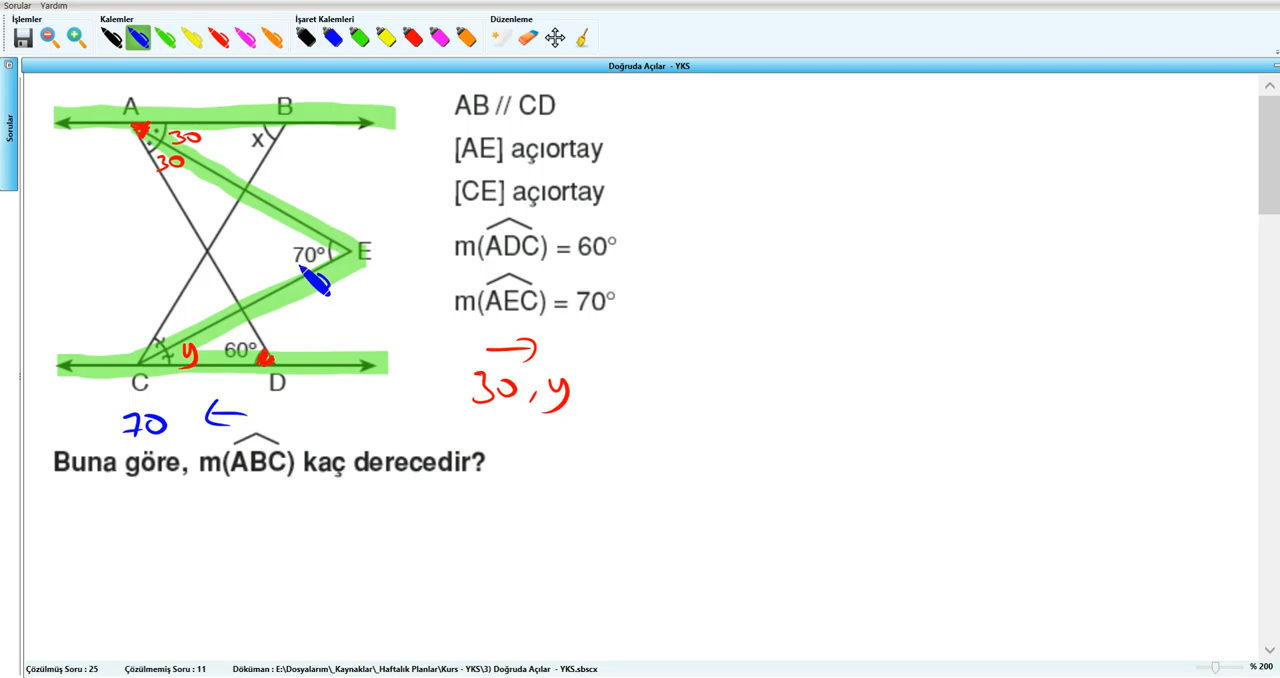 Sorular Yardım
İşlemler Kalemler İşaret Kalemleri Düzenleme
Doğruda Açılar - YKS
Sorular
A B
30
x
30
70° E
y 60°
C D
AB // CD
[AE] açıortay
[CE] açıortay
m(ADC) = 60°
m(AEC) = 70°
30, y
70
Buna göre, m(ABC) kaç derecedir?
Çözülmüş Soru : 25 Çözülmemiş Soru : 11 Döküman : E:\Dosyalarım\_Kaynaklar\_Haftalık Planlar\Kurs - YKS\3) Doğruda Açılar - YKS.sbscx % 200